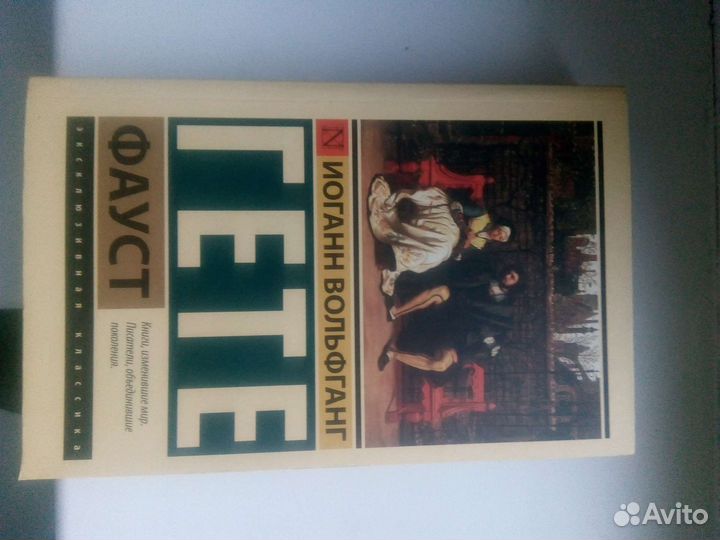 ИОГАНН ВОЛЬФГАНГ
ГЕТЕ
ФАУСТ
Книги, изменившие мир.
Писатели, объединившие
поколения.
ЭКСКЛЮЗИВНАЯ КЛАССИКА
Avito